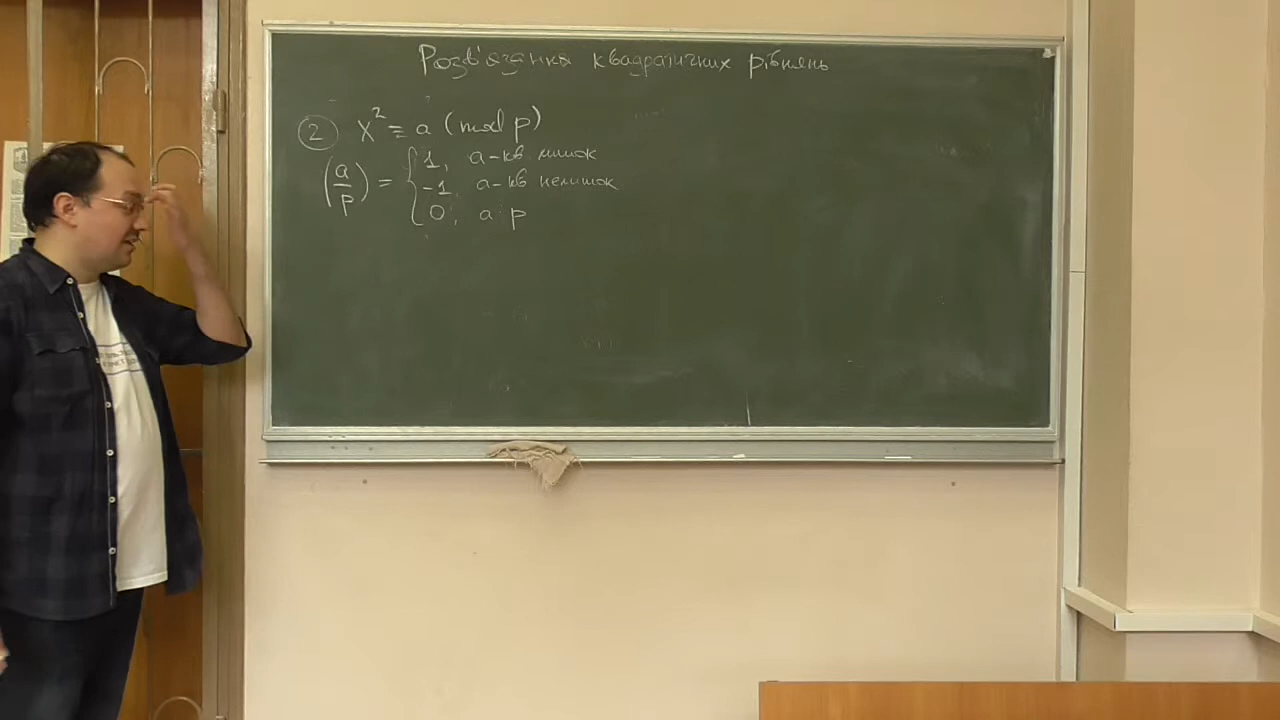 Розв'язання квадратичних рівнянь
② x² ≡ a (mod p)
(a/p) = { 1, a - кв лишок
-1, a - кв нелишок
0, a ⋮ p